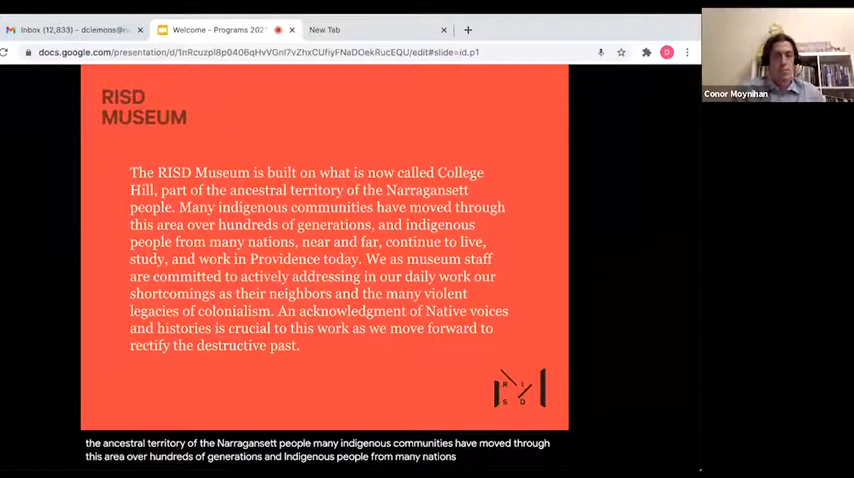 Inbox (12,833) - dclemons@ri
Welcome - Programs 2021
New Tab
docs.google.com/presentation/d/1nRcuzpl8p0406qHvVGnI7vZhxCUfiyFNaDOekRucEQU/edit#slide=id.p1
D
Conor Moynihan
RISD
MUSEUM
The RISD Museum is built on what is now called College
Hill, part of the ancestral territory of the Narragansett
people. Many indigenous communities have moved through
this area over hundreds of generations, and indigenous
people from many nations, near and far, continue to live,
study, and work in Providence today. We as museum staff
are committed to actively addressing in our daily work our
shortcomings as their neighbors and the many violent
legacies of colonialism. An acknowledgment of Native voices
and histories is crucial to this work as we move forward to
rectify the destructive past.
R I
S D
the ancestral territory of the Narragansett people many indigenous communities have moved through
this area over hundreds of generations and Indigenous people from many nations